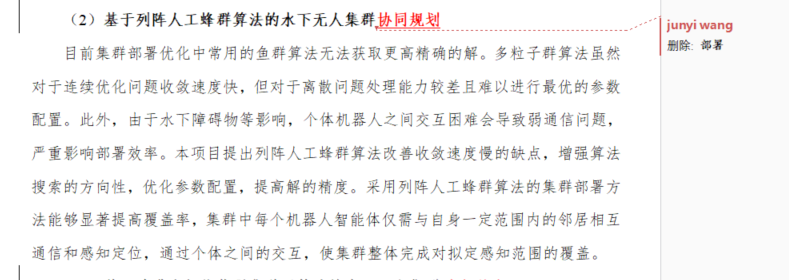 （2）基于列阵人工蜂群算法的水下无人集群协同规划
junyi wang
删除: 部署
目前集群部署优化中常用的鱼群算法无法获取更高精确的解。多粒子群算法虽然
对于连续优化问题收敛速度快，但对于离散问题处理能力较差且难以进行最优的参数
配置。此外，由于水下障碍物等影响，个体机器人之间交互困难会导致弱通信问题，
严重影响部署效率。本项目提出列阵人工蜂群算法改善收敛速度慢的缺点，增强算法
搜索的方向性，优化参数配置，提高解的精度。采用列阵人工蜂群算法的集群部署方
法能够显著提高覆盖率，集群中每个机器人智能体仅需与自身一定范围内的邻居相互
通信和感知定位，通过个体之间的交互，使集群整体完成对拟定感知范围的覆盖。